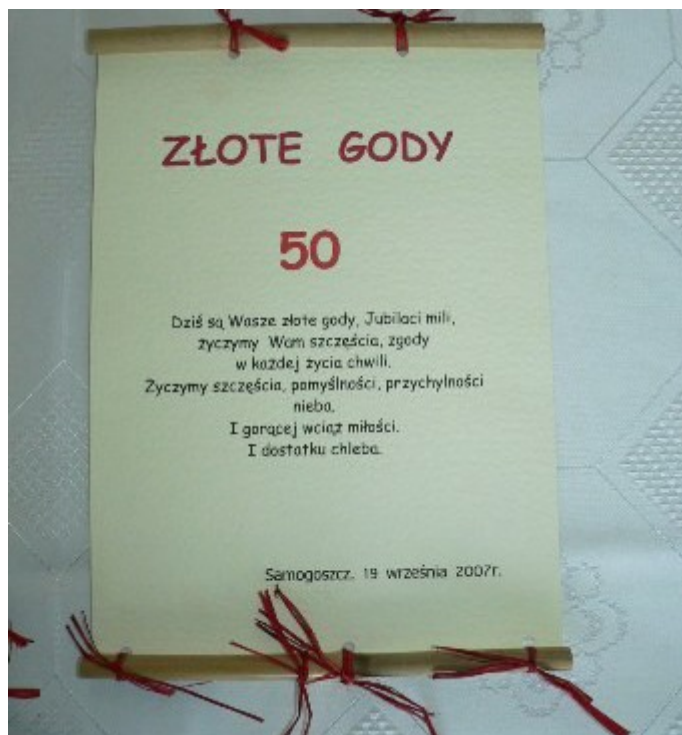 ZŁOTE GODY
50
Dziś są Wasze złote gody, Jubilaci mili,
życzymy Wam szczęścia, zgody
w każdej życia chwili.
Życzymy szczęścia, pomyślności, przychylności
nieba.
I gorącej wciąż miłości.
I dostatku chleba.
Samogoszcz, 19 września 2007r.